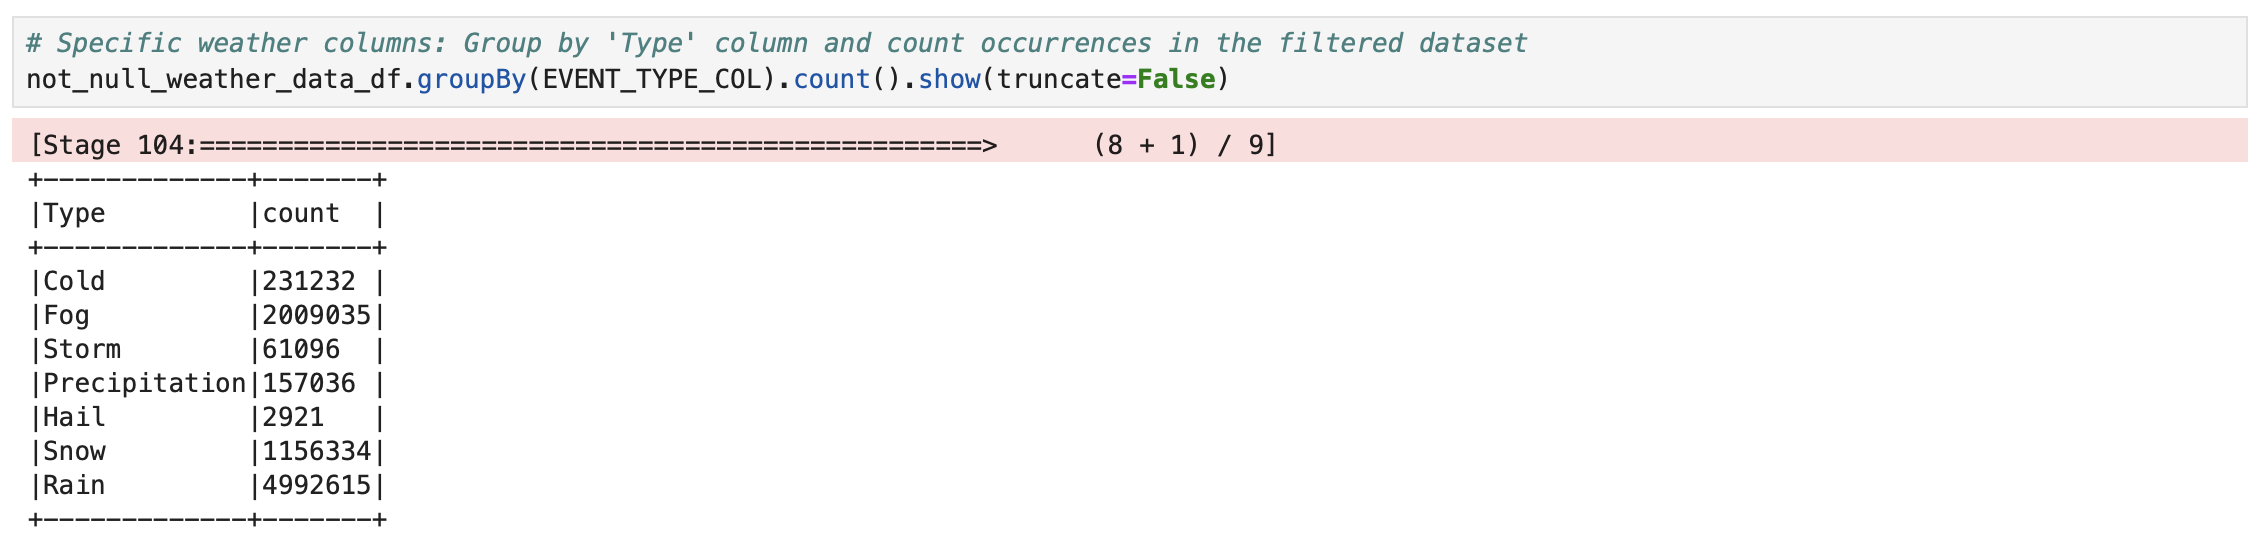 # Specific weather columns: Group by 'Type' column and count occurrences in the filtered dataset
not_null_weather_data_df.groupBy(EVENT_TYPE_COL).count().show(truncate=False)
[Stage 104:==================================================>      (8 + 1) / 9]
+-------------+-------+
|Type         |count  |
+-------------+-------+
|Cold         |231232 |
|Fog          |2009035|
|Storm        |61096  |
|Precipitation|157036 |
|Hail         |2921   |
|Snow         |1156334|
|Rain         |4992615|
+-------------+-------+